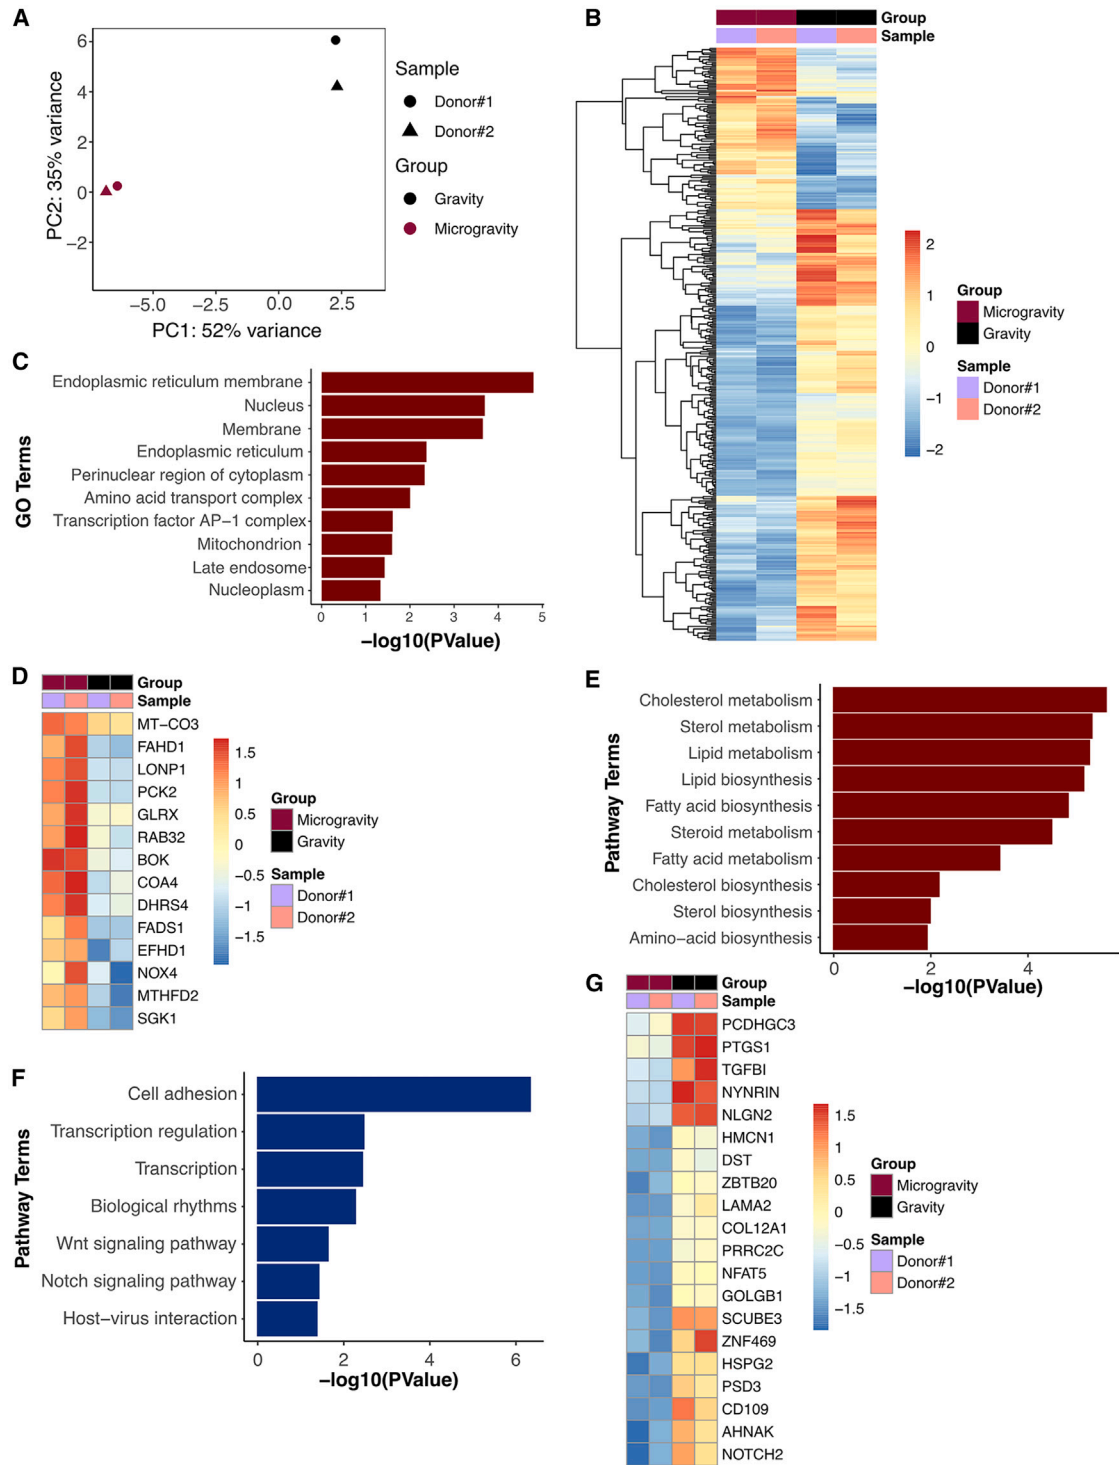 A
6
4
2
0
−2
PC2: 35% variance
−5.0 −2.5 0.0 2.5
PC1: 52% variance
Sample
Donor#1
Donor#2
Group
Gravity
Microgravity
B
Group
Sample
2
1
0
−1
−2
Group
Microgravity
Gravity
Sample
Donor#1
Donor#2
C
GO Terms
Endoplasmic reticulum membrane
Nucleus
Membrane
Endoplasmic reticulum
Perinuclear region of cytoplasm
Amino acid transport complex
Transcription factor AP−1 complex
Mitochondrion
Late endosome
Nucleoplasm
0 1 2 3 4 5
−log10(PValue)
D
Group
Sample
MT−CO3
FAHD1
LONP1
PCK2
GLRX
RAB32
BOK
COA4
DHRS4
FADS1
EFHD1
NOX4
MTHFD2
SGK1
1.5
1
0.5
0
−0.5
−1
−1.5
Group
Microgravity
Gravity
Sample
Donor#1
Donor#2
E
Pathway Terms
Cholesterol metabolism
Sterol metabolism
Lipid metabolism
Lipid biosynthesis
Fatty acid biosynthesis
Steroid metabolism
Fatty acid metabolism
Cholesterol biosynthesis
Sterol biosynthesis
Amino−acid biosynthesis
0 2 4
−log10(PValue)
F
Pathway Terms
Cell adhesion
Transcription regulation
Transcription
Biological rhythms
Wnt signaling pathway
Notch signaling pathway
Host−virus interaction
0 2 4 6
−log10(PValue)
G
Group
Sample
PCDHGC3
PTGS1
TGFBI
NYNRIN
NLGN2
HMCN1
DST
ZBTB20
LAMA2
COL12A1
PRRC2C
NFAT5
GOLGB1
SCUBE3
ZNF469
HSPG2
PSD3
CD109
AHNAK
NOTCH2
1.5
1
0.5
0
−0.5
−1
−1.5
Group
Microgravity
Gravity
Sample
Donor#1
Donor#2